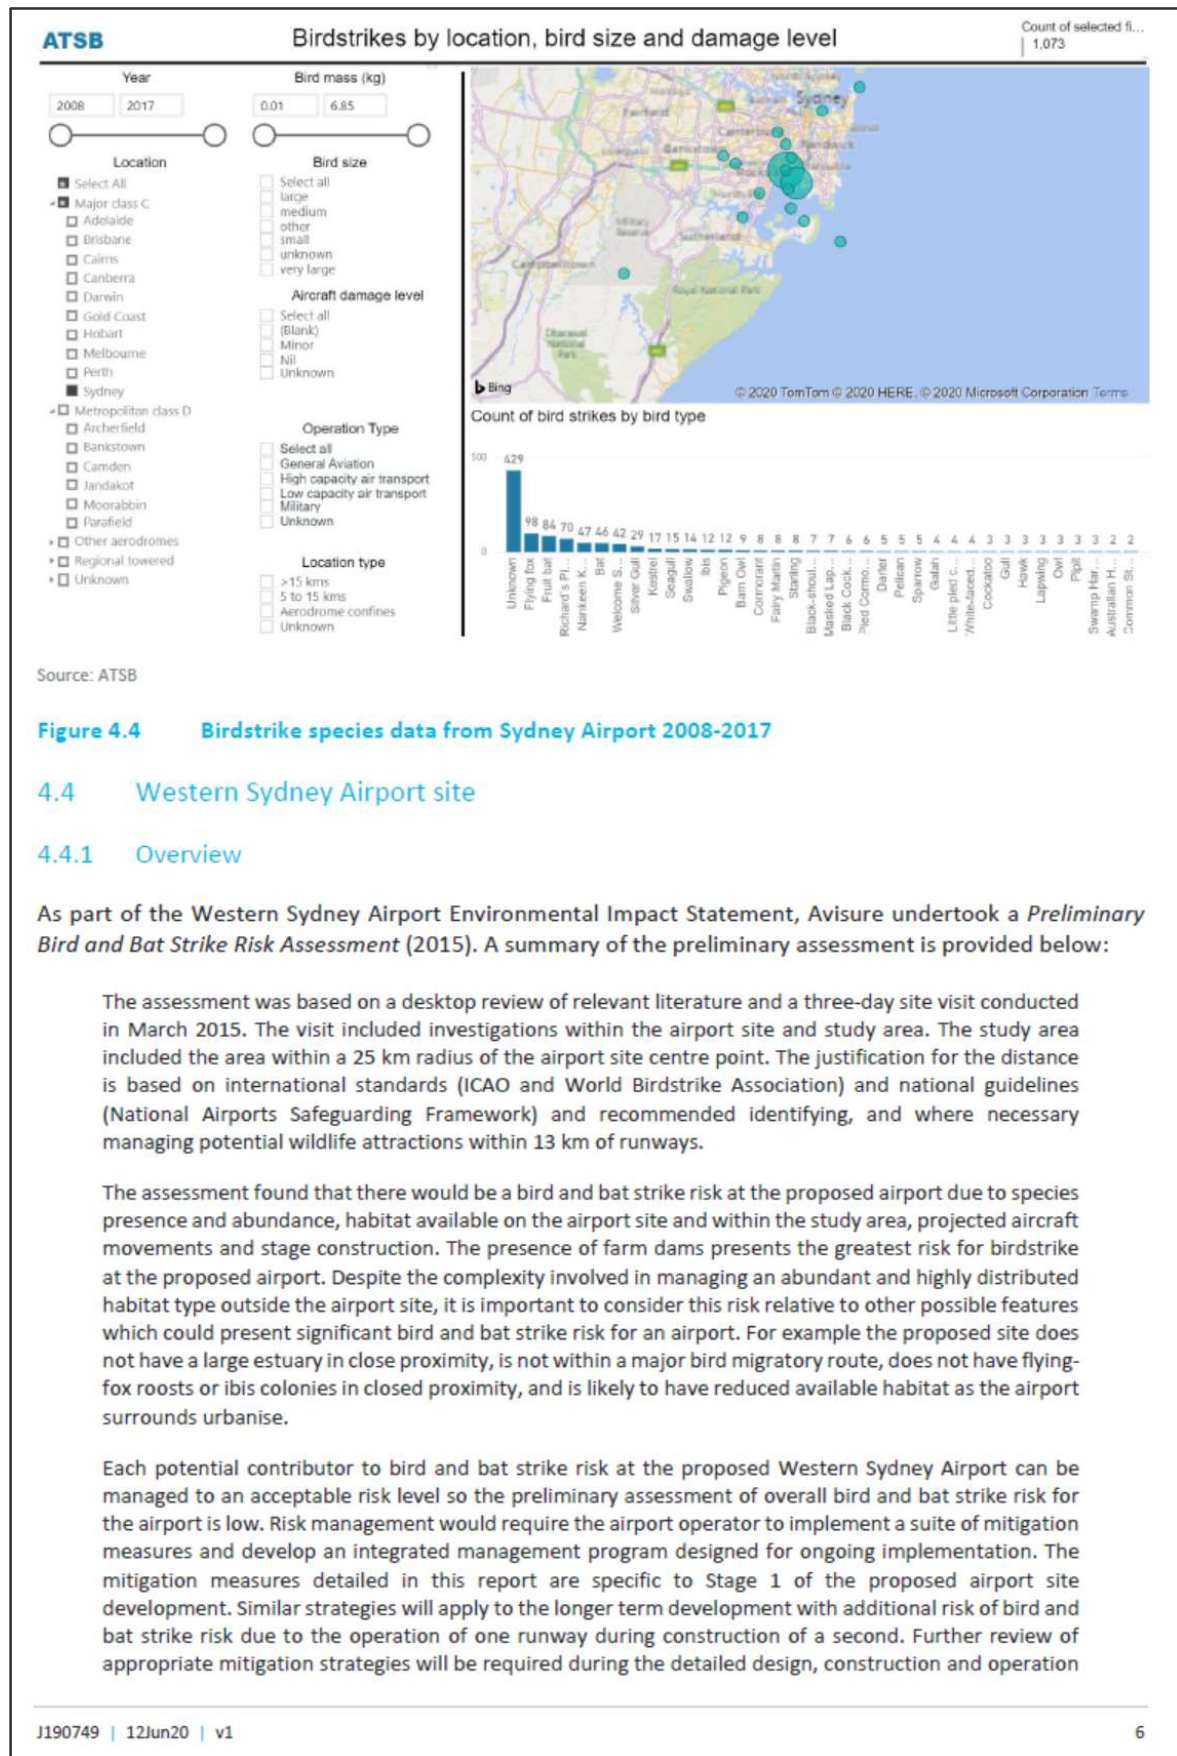 ATSB
Birdstrikes by location, bird size and damage level
Count of selected fi...
1,073
Year
2008 2017
Location
Select All
Major class C
Adelaide
Brisbane
Cairns
Canberra
Darwin
Gold Coast
Hobart
Melbourne
Perth
Sydney
Metropolitan class D
Archerfield
Bankstown
Camden
Jandakot
Moorabbin
Parafield
Other aerodromes
Regional towered
Unknown
Bird mass (kg)
0.01 6.85
Bird size
Select all
large
medium
other
small
unknown
very large
Aircraft damage level
Select all
(Blank)
Minor
Nil
Unknown
Operation Type
Select all
General Aviation
High capacity air transport
Low capacity air transport
Military
Unknown
Location type
>15 kms
5 to 15 kms
Aerodrome confines
Unknown
Sydney
Fairfield
Canterbury
Bankstown
Military
Reserve
Sutherland
Campbelltown
Royal National Park
Dharawal
National
Park
Bing
© 2020 TomTom © 2020 HERE, © 2020 Microsoft Corporation Terms
Count of bird strikes by bird type
500
0
429 98 84 70 47 46 42 29 17 15 14 12 12 9 8 8 8 7 7 6 6 5 5 5 4 4 4 3 3 3 3 3 3 3 2 2
Unknown
Flying fox
Fruit bat
Richard's Pi...
Nankeen K...
Bat
Welcome S...
Silver Gull
Kestrel
Seagull
Swallow
Ibis
Pigeon
Barn Owl
Cormorant
Fairy Martin
Starling
Black-shoul...
Masked Lap...
Black Cock...
Pied Cormo...
Darter
Pelican
Sparrow
Galah
Little pied c...
White-faced...
Cockatoo
Gull
Hawk
Lapwing
Owl
Pipit
Swamp Har...
Australian H...
Common St...
Source: ATSB
Figure 4.4 Birdstrike species data from Sydney Airport 2008-2017
4.4 Western Sydney Airport site
4.4.1 Overview
As part of the Western Sydney Airport Environmental Impact Statement, Avisure undertook a Preliminary
Bird and Bat Strike Risk Assessment (2015). A summary of the preliminary assessment is provided below:
The assessment was based on a desktop review of relevant literature and a three-day site visit conducted
in March 2015. The visit included investigations within the airport site and study area. The study area
included the area within a 25 km radius of the airport site centre point. The justification for the distance
is based on international standards (ICAO and World Birdstrike Association) and national guidelines
(National Airports Safeguarding Framework) and recommended identifying, and where necessary
managing potential wildlife attractions within 13 km of runways.
The assessment found that there would be a bird and bat strike risk at the proposed airport due to species
presence and abundance, habitat available on the airport site and within the study area, projected aircraft
movements and stage construction. The presence of farm dams presents the greatest risk for birdstrike
at the proposed airport. Despite the complexity involved in managing an abundant and highly distributed
habitat type outside the airport site, it is important to consider this risk relative to other possible features
which could present significant bird and bat strike risk for an airport. For example the proposed site does
not have a large estuary in close proximity, is not within a major bird migratory route, does not have flying-
fox roosts or ibis colonies in closed proximity, and is likely to have reduced available habitat as the airport
surrounds urbanise.
Each potential contributor to bird and bat strike risk at the proposed Western Sydney Airport can be
managed to an acceptable risk level so the preliminary assessment of overall bird and bat strike risk for
the airport is low. Risk management would require the airport operator to implement a suite of mitigation
measures and develop an integrated management program designed for ongoing implementation. The
mitigation measures detailed in this report are specific to Stage 1 of the proposed airport site
development. Similar strategies will apply to the longer term development with additional risk of bird and
bat strike risk due to the operation of one runway during construction of a second. Further review of
appropriate mitigation strategies will be required during the detailed design, construction and operation
J190749 | 12Jun20 | v1
6